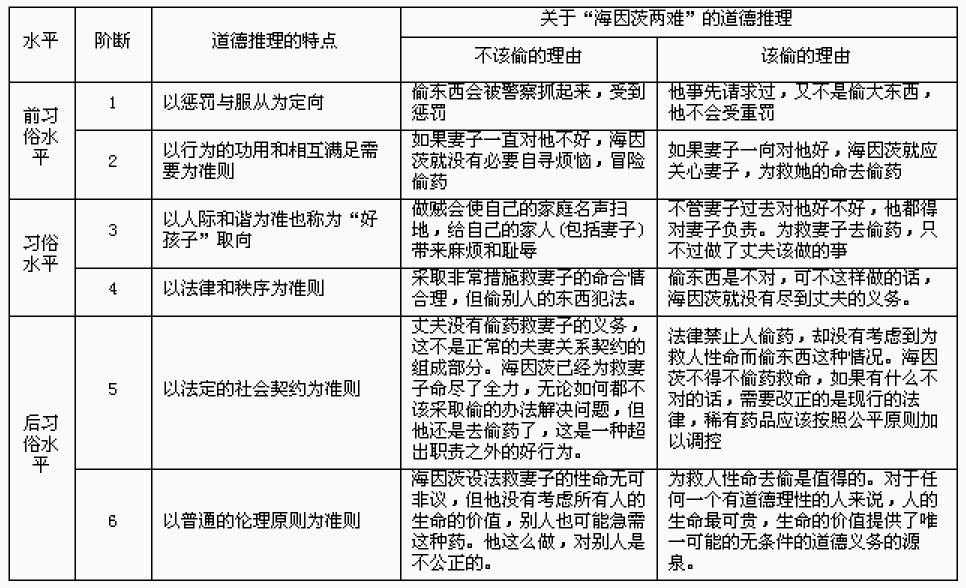 关于“海因茨两难”的道德推理
水平
阶断
道德推理的特点
不该偷的理由
该偷的理由
前习
俗水
平
1
以惩罚与服从为定向
偷东西会被警察抓起来，受到
惩罚
他事先请求过，又不是偷大东西，
他不会受重罚
2
以行为的功用和相互满足需
要为准则
如果妻子一直对他不好，海因
茨就没有必要自寻烦恼，冒险
偷药
如果妻子一向对他好，海因茨就应
关心妻子，为救她的命去偷药
习俗
水平
3
以人际和谐为准也称为“好
孩子”取向
做贼会使自己的家庭名声扫
地，给自己的家人(包括妻子)
带来麻烦和耻辱
不管妻子过去对他好不好，他都得
对妻子负责。为救妻子去偷药，只
不过做了丈夫该做的事
4
以法律和秩序为准则
采取非常措施救妻子的命合情
合理，但偷别人的东西犯法。
偷东西是不对，可不这样做的话，
海因茨就没有尽到丈夫的义务。
后习
俗水
平
5
以法定的社会契约为准则
丈夫没有偷药救妻子的义务，
这不是正常的夫妻关系契约的
组成部分。海因茨已经为救妻
子命尽了全力，无论如何都不
该采取偷的办法解决问题，但
他还是去偷药了，这是一种超
出职责之外的好行为。
法律禁止人偷药，却没有考虑到为
救人性命而偷东西这种情况。海因
茨不得不偷药救命，如果有什么不
对的话，需要改正的是现行的法
律，稀有药品应该按照公平原则加
以调控
6
以普通的伦理原则为准则
海因茨设法救妻子的性命无可
非议，但他没有考虑所有人的
生命的价值，别人也可能急需
这种药。他这么做，对别人是
不公正的。
为救人性命去偷是值得的。对于任
何一个有道德理性的人来说，人的
生命最可贵，生命的价值提供了唯
一可能的无条件的道德义务的源
泉。